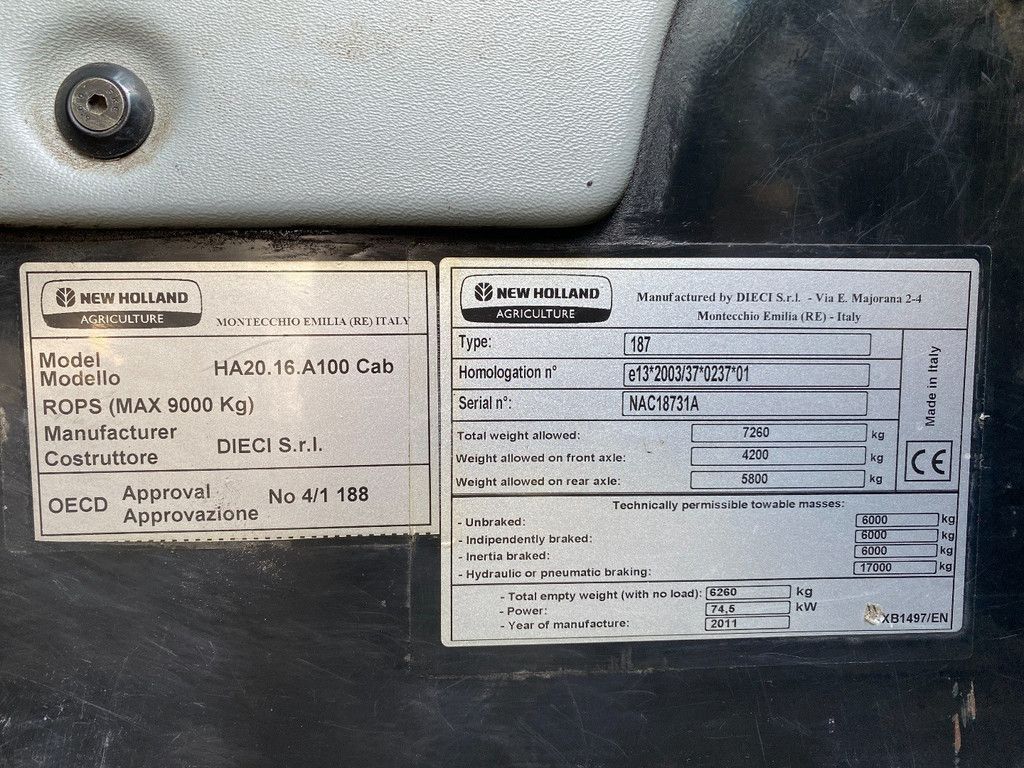 NEW HOLLAND
AGRICULTURE
MONTECCHIO EMILIA (RE) ITALY
Model
Modello
HA20.16.A100 Cab
ROPS (MAX 9000 Kg)
Manufacturer
Costruttore
DIECI S.r.l.
OECD
Approval
Approvazione
No 4/1 188
NEW HOLLAND
AGRICULTURE
Manufactured by DIECI S.r.l. - Via E. Majorana 2-4
Montecchio Emilia (RE) - Italy
Type: 187
Homologation n° e13*2003/37*0237*01
Serial n°: NAC18731A
Made in Italy
CE
Total weight allowed: 7260 kg
Weight allowed on front axle: 4200 kg
Weight allowed on rear axle: 5800 kg
Technically permissible towable masses:
- Unbraked: 6000 kg
- Indipendently braked: 6000 kg
- Inertia braked: 6000 kg
- Hydraulic or pneumatic braking: 17000 kg
- Total empty weight (with no load): 6260 kg
- Power: 74,5 kW
- Year of manufacture: 2011
XB1497/EN